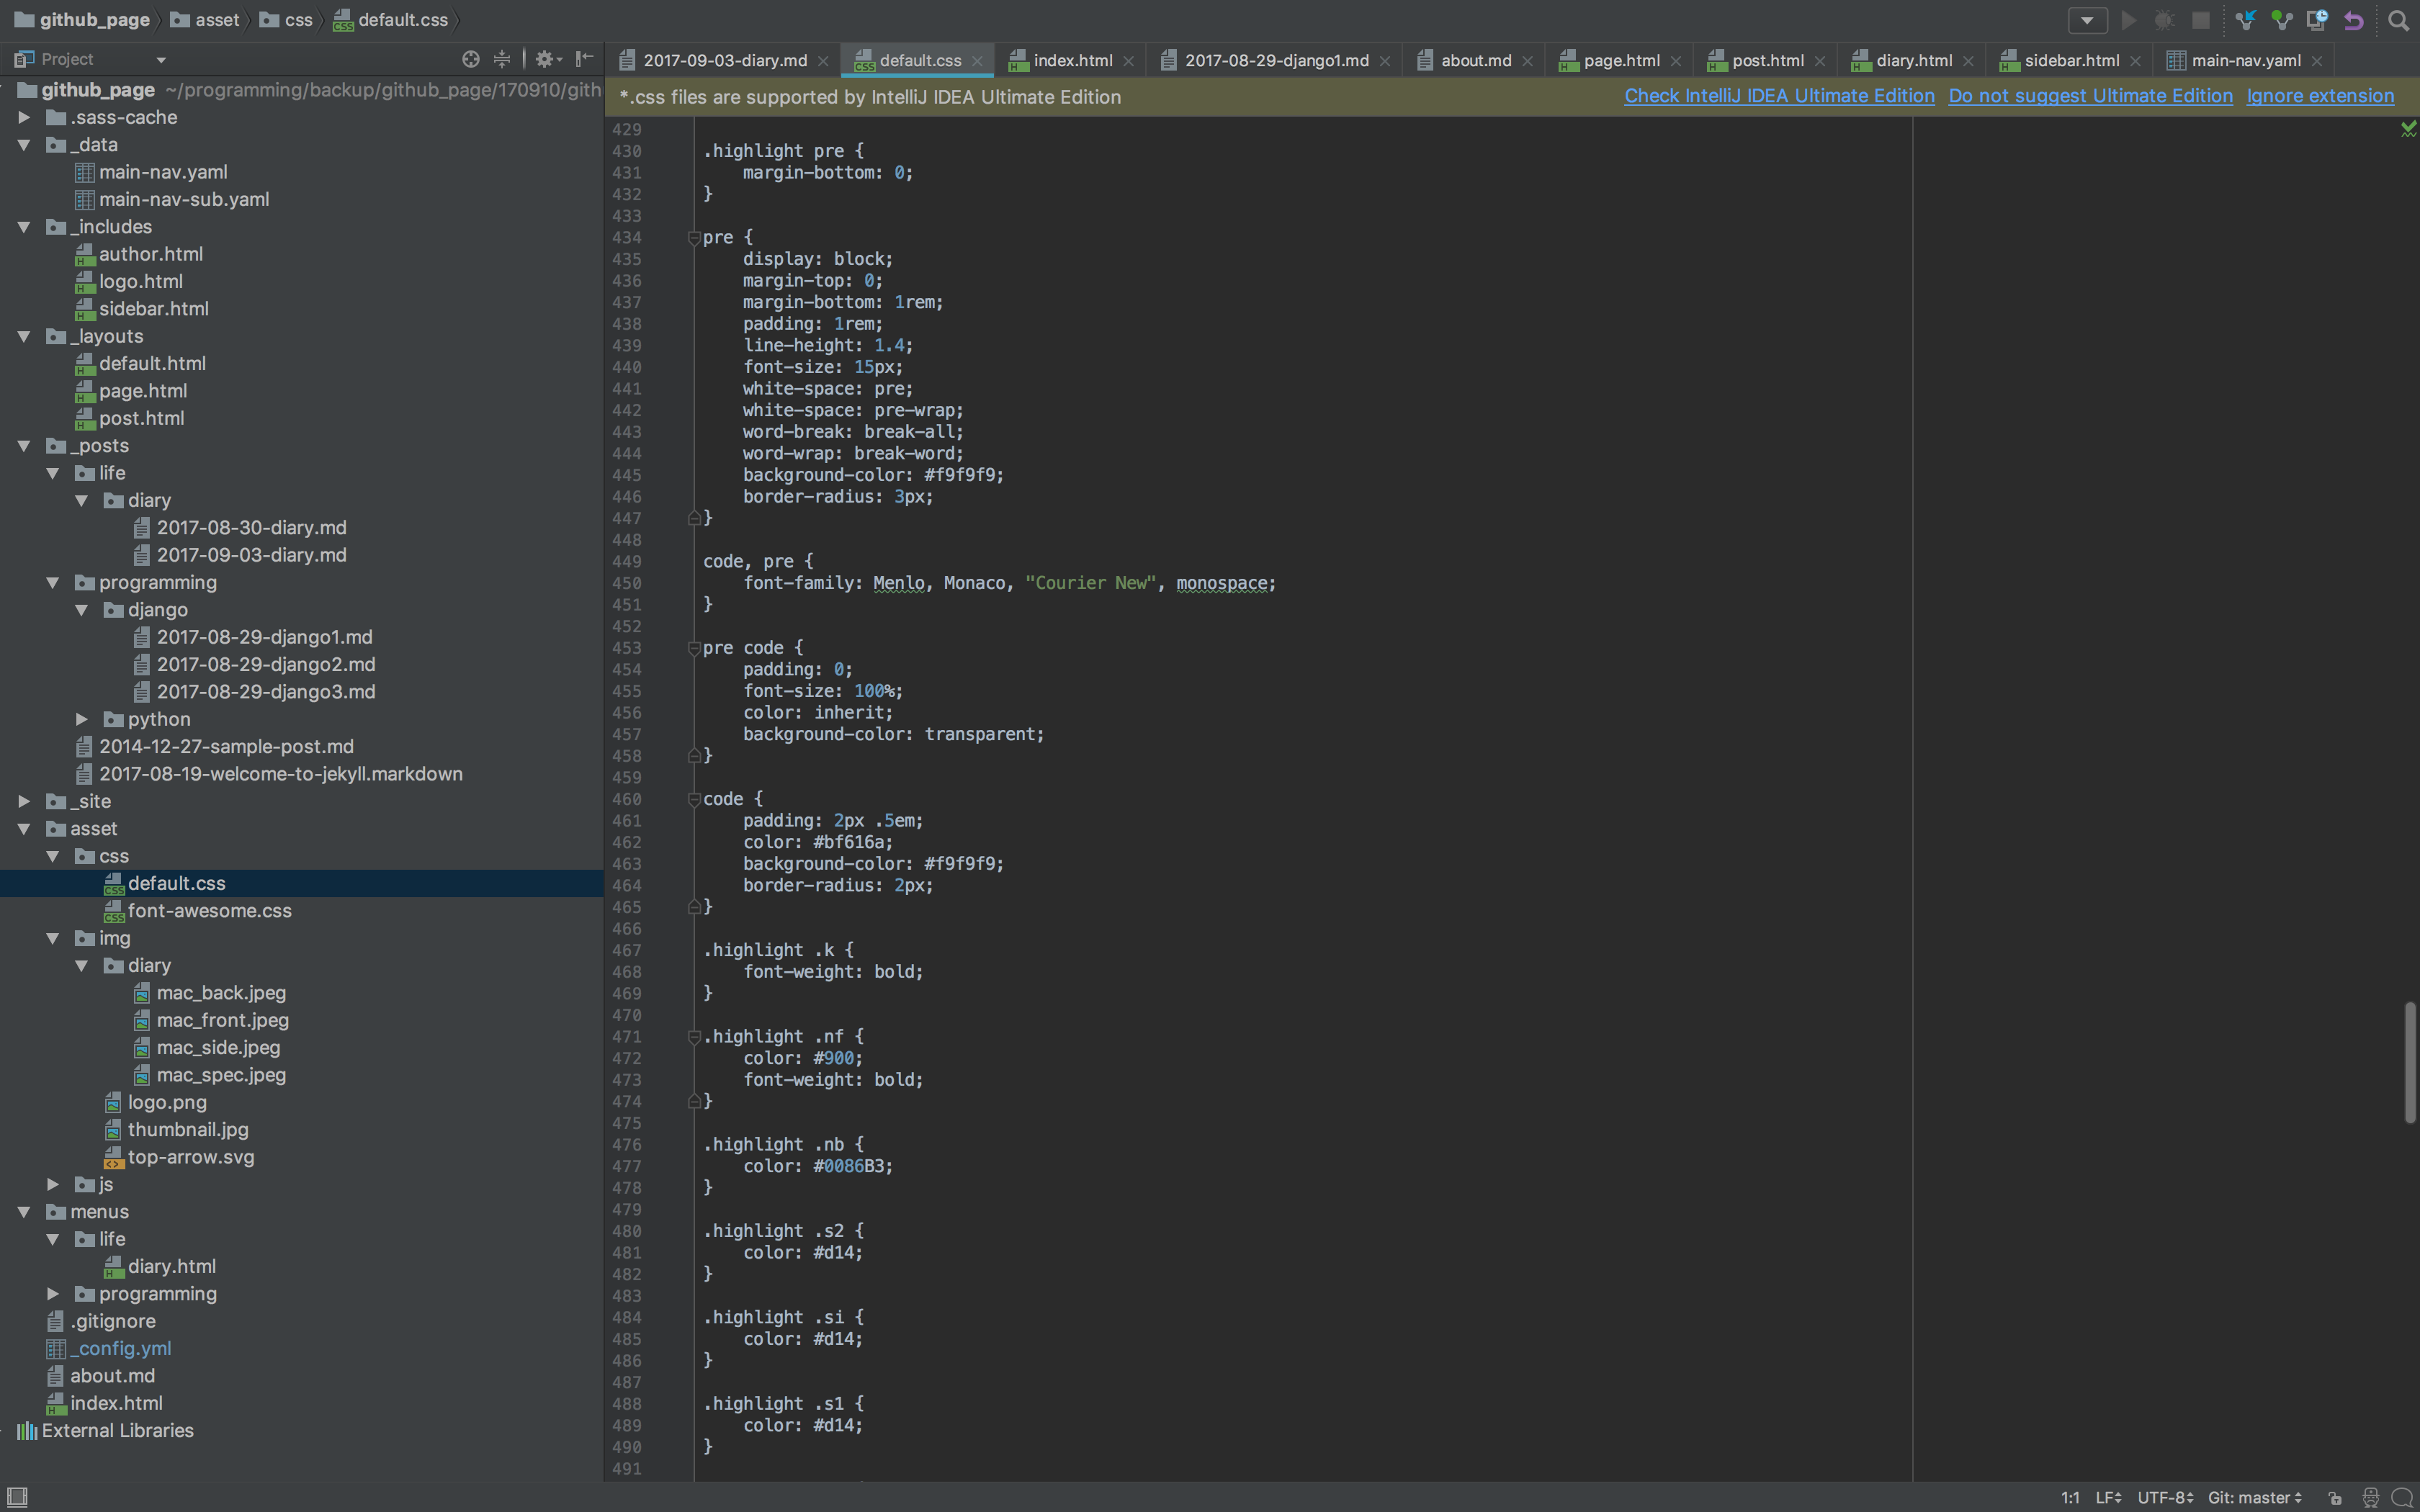 github_page asset css default.css
Project
2017-09-03-diary.md default.css index.html 2017-08-29-django1.md about.md page.html post.html diary.html sidebar.html main-nav.yaml
*.css files are supported by IntelliJ IDEA Ultimate Edition Check IntelliJ IDEA Ultimate Edition Do not suggest Ultimate Edition Ignore extension
github_page ~/programming/backup/github_page/170910/gith
.sass-cache
_data
main-nav.yaml
main-nav-sub.yaml
_includes
author.html
logo.html
sidebar.html
_layouts
default.html
page.html
post.html
_posts
life
diary
2017-08-30-diary.md
2017-09-03-diary.md
programming
django
2017-08-29-django1.md
2017-08-29-django2.md
2017-08-29-django3.md
python
2014-12-27-sample-post.md
2017-08-19-welcome-to-jekyll.markdown
_site
asset
css
default.css
font-awesome.css
img
diary
mac_back.jpeg
mac_front.jpeg
mac_side.jpeg
mac_spec.jpeg
logo.png
thumbnail.jpg
top-arrow.svg
js
menus
life
diary.html
programming
.gitignore
_config.yml
about.md
index.html
External Libraries
429
430 .highlight pre {
431 margin-bottom: 0;
432 }
433
434 pre {
435 display: block;
436 margin-top: 0;
437 margin-bottom: 1rem;
438 padding: 1rem;
439 line-height: 1.4;
440 font-size: 15px;
441 white-space: pre;
442 white-space: pre-wrap;
443 word-break: break-all;
444 word-wrap: break-word;
445 background-color: #f9f9f9;
446 border-radius: 3px;
447 }
448
449 code, pre {
450 font-family: Menlo, Monaco, "Courier New", monospace;
451 }
452
453 pre code {
454 padding: 0;
455 font-size: 100%;
456 color: inherit;
457 background-color: transparent;
458 }
459
460 code {
461 padding: 2px .5em;
462 color: #bf616a;
463 background-color: #f9f9f9;
464 border-radius: 2px;
465 }
466
467 .highlight .k {
468 font-weight: bold;
469 }
470
471 .highlight .nf {
472 color: #900;
473 font-weight: bold;
474 }
475
476 .highlight .nb {
477 color: #0086B3;
478 }
479
480 .highlight .s2 {
481 color: #d14;
482 }
483
484 .highlight .si {
485 color: #d14;
486 }
487
488 .highlight .s1 {
489 color: #d14;
490 }
491
1:1 LF UTF-8 Git: master